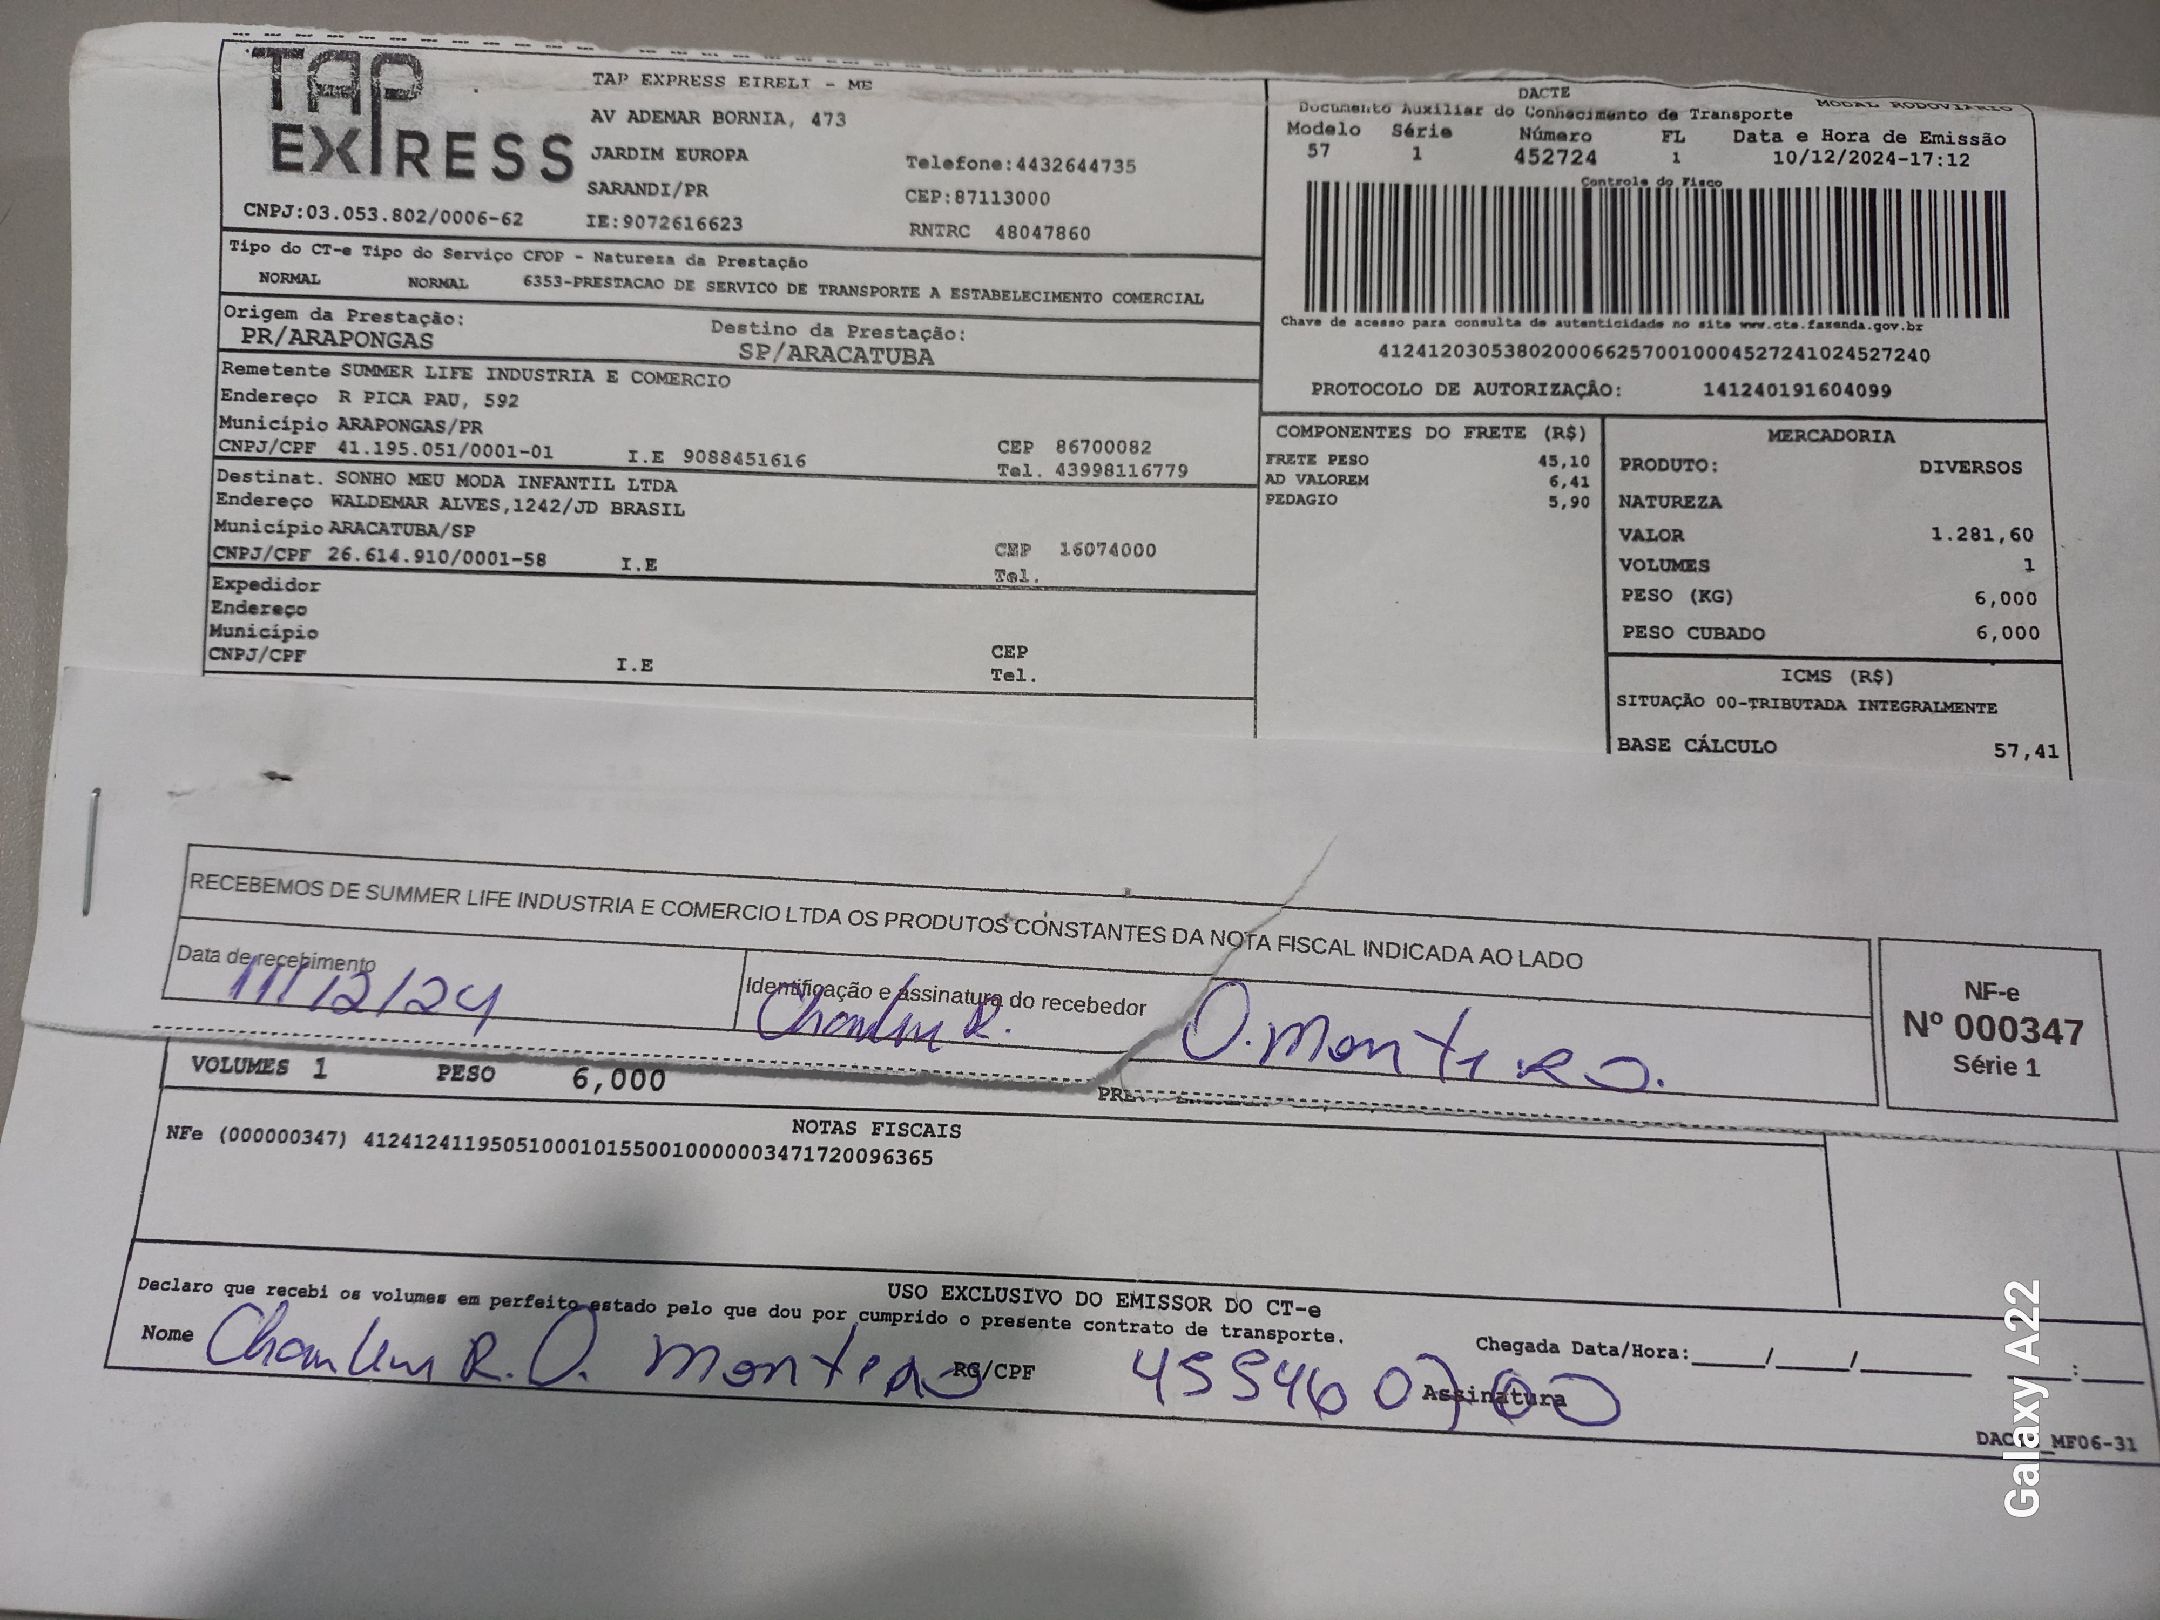 TAP EXPRESS
TAP EXPRESS EIRELI - ME
AV ADEMAR BORNIA, 473
JARDIM EUROPA
SARANDI/PR
Telefone:4432644735
CEP:87113000
CNPJ:03.053.802/0006-62 IE:9072616623 RNTRC 48047860
DACTE
Documento Auxiliar do Conhecimento de Transporte MODAL RODOVIARIO
Modelo Série Número FL Data e Hora de Emissão
57 1 452724 1 10/12/2024-17:12
Controle do Fisco
Chave de acesso para consulta de autenticidade no site www.cte.fazenda.gov.br
41241203053802000662570010004527241024527240
PROTOCOLO DE AUTORIZAÇÃO: 141240191604099
Tipo do CT-e Tipo do Serviço CFOP - Natureza da Prestação
NORMAL NORMAL 6353-PRESTACAO DE SERVICO DE TRANSPORTE A ESTABELECIMENTO COMERCIAL
Origem da Prestação: Destino da Prestação:
PR/ARAPONGAS SP/ARACATUBA
Remetente SUMMER LIFE INDUSTRIA E COMERCIO
Endereço R PICA PAU, 592
Município ARAPONGAS/PR CEP 86700082
CNPJ/CPF 41.195.051/0001-01 I.E 9088451616 Tel. 43998116779
Destinat. SONHO MEU MODA INFANTIL LTDA
Endereço WALDEMAR ALVES,1242/JD BRASIL
Município ARACATUBA/SP CEP 16074000
CNPJ/CPF 26.614.910/0001-58 I.E Tel.
Expedidor
Endereço
Município CEP
CNPJ/CPF I.E Tel.
COMPONENTES DO FRETE (R$)
FRETE PESO 45,10
AD VALOREM 6,41
PEDAGIO 5,90
MERCADORIA
PRODUTO: DIVERSOS
NATUREZA
VALOR 1.281,60
VOLUMES 1
PESO (KG) 6,000
PESO CUBADO 6,000
ICMS (R$)
SITUAÇÃO 00-TRIBUTADA INTEGRALMENTE
BASE CÁLCULO 57,41
RECEBEMOS DE SUMMER LIFE INDUSTRIA E COMERCIO LTDA OS PRODUTOS CONSTANTES DA NOTA FISCAL INDICADA AO LADO
Data de recebimento Identificação e assinatura do recebedor
11/12/24 R. O. Monteiro.
NF-e
Nº 000347
Série 1
VOLUMES 1 PESO 6,000
NOTAS FISCAIS
NFe (000000347) 41241241195051000101550010000003471720096365
USO EXCLUSIVO DO EMISSOR DO CT-e
Declaro que recebi os volumes em perfeito estado pelo que dou por cumprido o presente contrato de transporte.
Nome R. O. Monteiro RG/CPF Assinatura
Chegada Data/Hora:_____/_____/________ ____:____
MF06-31
Galaxy A22